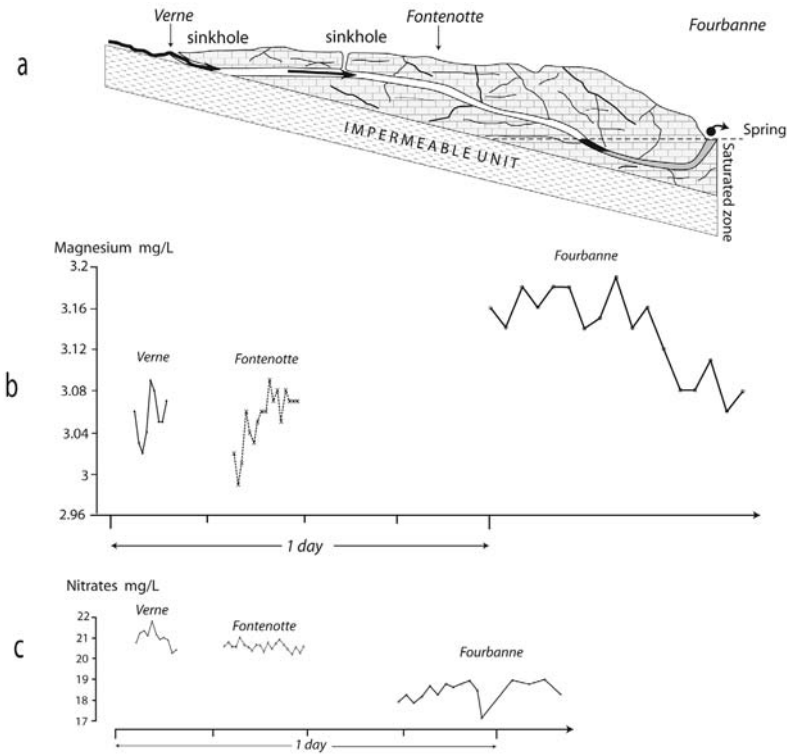 Verne
Fontenotte
Fourbanne
sinkhole
sinkhole
a
Spring
IMPERMEABLE UNIT
Saturated zone
Magnesium mg/L
Fourbanne
3.2
3.16
3.12
Verne
Fontenotte
b
3.08
3.04
3
2.96
1 day
Nitrates mg/L
Verne
22
Fontenotte
21
c
20
Fourbanne
19
18
17
1 day